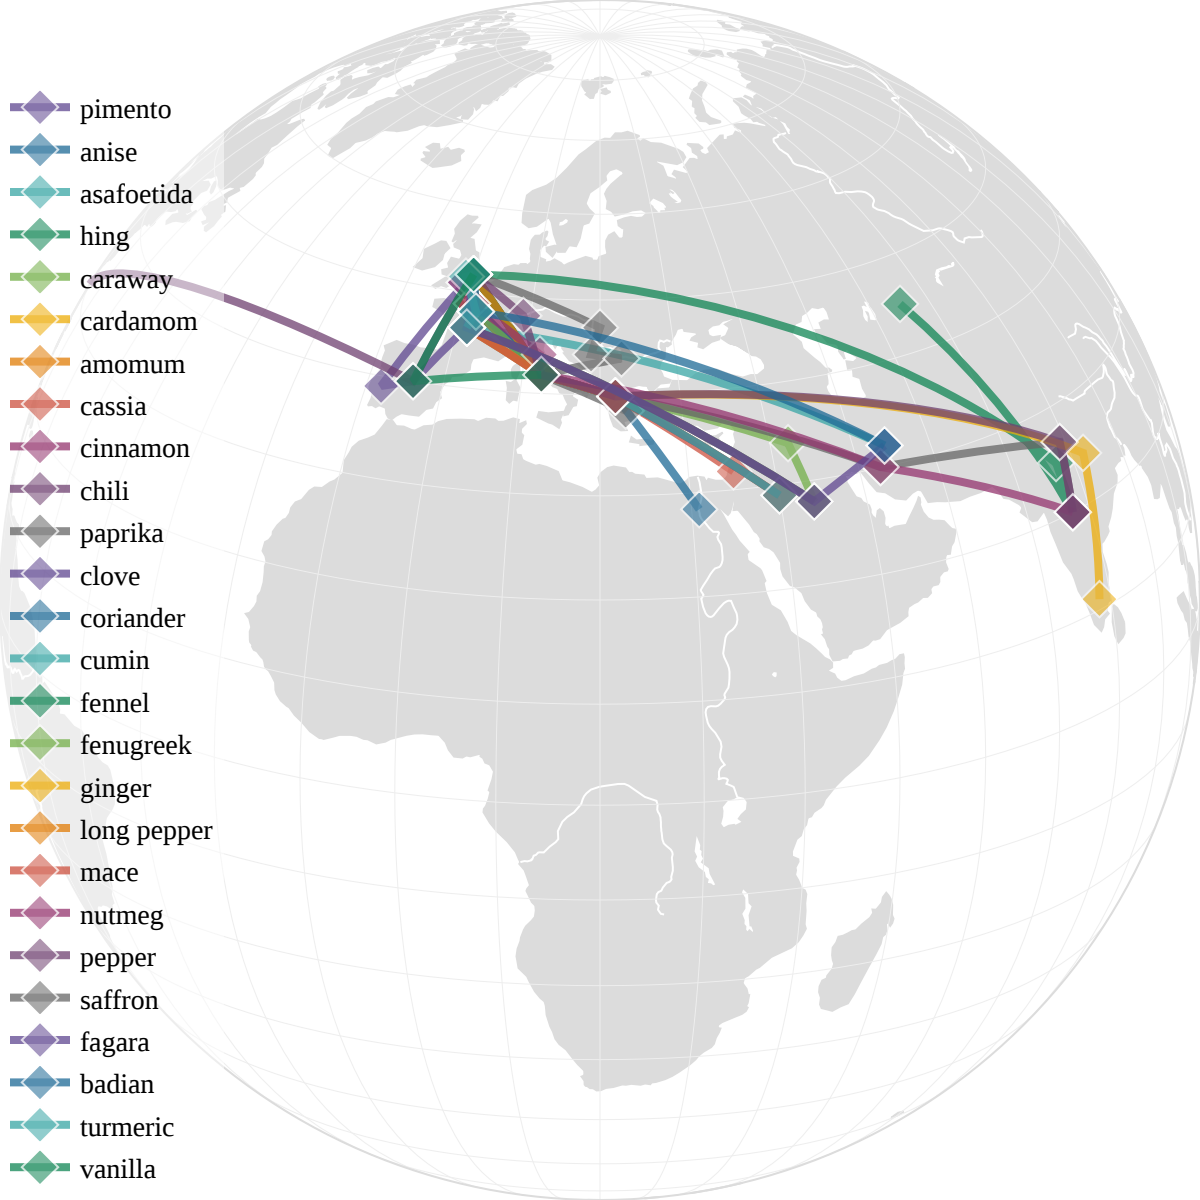 pimento
anise
asafoetida
hing
caraway
cardamom
amomum
cassia
cinnamon
chili
paprika
clove
coriander
cumin
fennel
fenugreek
ginger
long pepper
mace
nutmeg
pepper
saffron
fagara
badian
turmeric
vanilla